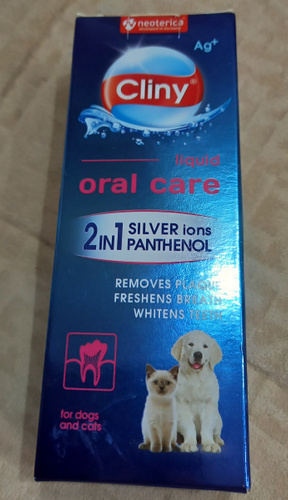 neoterica
Ag+
Cliny®
liquid
oral care
2IN1 SILVER ions
PANTHENOL
REMOVES PLAQUE
FRESHENS BREATH
WHITENS TEETH
for dogs
and cats